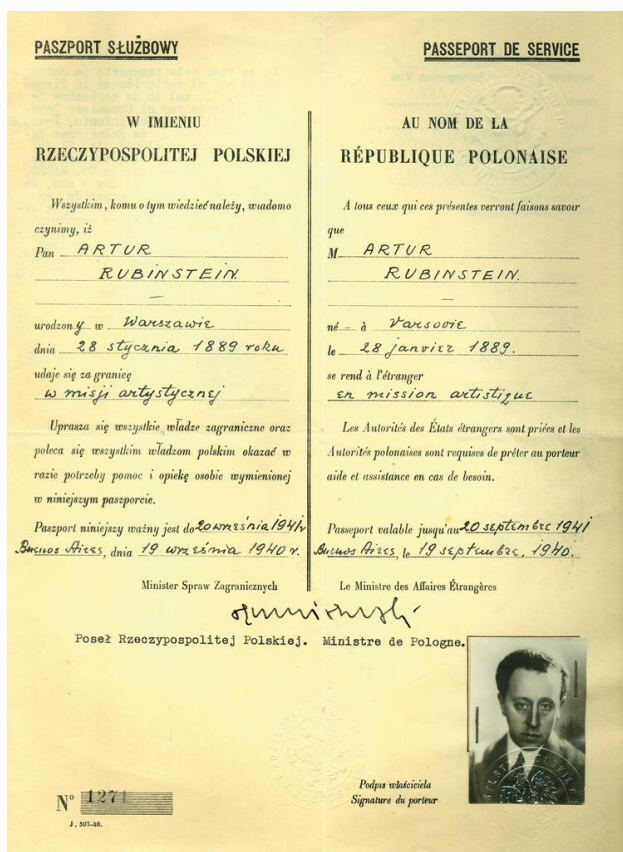 PASZPORT SŁUŻBOWY
W IMIENIU
RZECZYPOSPOLITEJ POLSKIEJ
Wszystkim, komu o tym wiedzieć należy, wiadomo
czynimy, iż
Pan ARTUR
RUBINSTEIN.
—
urodzony w Warszawie
dnia 28 stycznia 1889 roku
udaje się za granicę
w misji artystycznej
Uprasza się wszystkie władze zagraniczne oraz
poleca się wszystkim władzom polskim okazać w
razie potrzeby pomoc i opiekę osobie wymienionej
w niniejszym paszporcie.
Paszport niniejszy ważny jest do 20 września 1941 r
Buenos Aires, dnia 19 września 1940 r.
Minister Spraw Zagranicznych
Poseł Rzeczypospolitej Polskiej.
PASSEPORT DE SERVICE
AU NOM DE LA
RÉPUBLIQUE POLONAISE
A tous ceux qui ces présentes verront faisons savoir
que
M ARTUR
RUBINSTEIN.
—
né - à Varsovie
le 28 janvier 1889.
se rend à l'étranger
en mission artistique
Les Autorités des États étrangers sont priées et les
Autorités polonaises sont requises de prêter au porteur
aide et assistance en cas de besoin.
Passeport valable jusqu'au 20 septembre 1941
Buenos Aires, le 19 septembre, 1940.
Le Ministre des Affaires Étrangères
Ministre de Pologne.
Podpis właściciela
Signature du porteur
Nº 1271
J. 507-40.